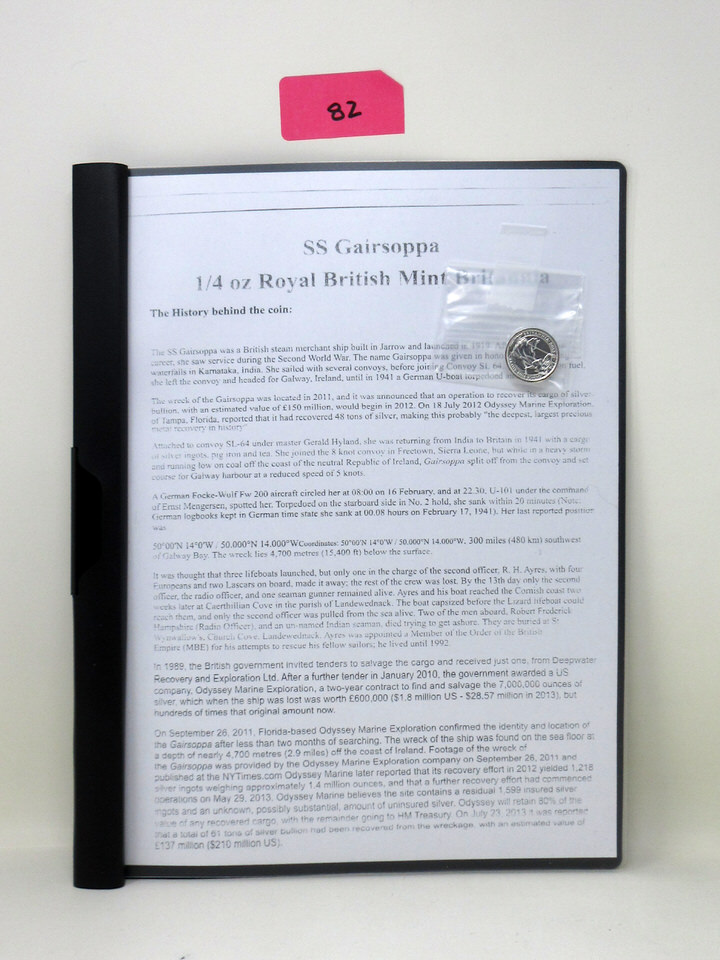 82
SS Gairsoppa
1/4 oz Royal British Mint Britannia
The History behind the coin:
The SS Gairsoppa was a British steam merchant ship built in Jarrow and launched in 1919.
career, she saw service during the Second World War. The name Gairsoppa was given in
waterfalls in Karnataka, India. She sailed with several convoys, before joining Convoy SL 64 fuel,
she left the convoy and headed for Galway, Ireland, until in 1941 a German U-boat torpedoed
The wreck of the Gairsoppa was located in 2011, and it was announced that an operation to recover its cargo of silver
bullion, with an estimated value of £150 million, would begin in 2012. On 18 July 2012 Odyssey Marine Exploration,
of Tampa, Florida, reported that it had recovered 48 tons of silver, making this probably "the deepest, largest precious
metal recovery in history"
Attached to convoy SL-64 under master Gerald Hyland, she was returning from India to Britain in 1941 with a cargo
of silver ingots, pig iron and tea. She joined the 8 knot convoy in Freetown, Sierra Leone, but while in a heavy storm
and running low on coal off the coast of the neutral Republic of Ireland, Gairsoppa split off from the convoy and set
course for Galway harbour at a reduced speed of 5 knots.
A German Focke-Wulf Fw 200 aircraft circled her at 08:00 on 16 February, and at 22.30, U-101 under the command
of Ernst Mengersen, spotted her. Torpedoed on the starboard side in No. 2 hold, she sank within 20 minutes (Note:
German logbooks kept in German time state she sank at 00.08 hours on February 17, 1941). Her last reported position
was
50°00'N 14°0'W / 50.000°N 14.000°WCoordinates: 50°00'N 14°0'W / 50.000°N 14.000°W, 300 miles (480 km) southwest
of Galway Bay. The wreck lies 4,700 metres (15,400 ft) below the surface.
It was thought that three lifeboats launched, but only one in the charge of the second officer, R. H. Ayres, with four
Europeans and two Lascars on board, made it away; the rest of the crew was lost. By the 13th day only the second
officer, the radio officer, and one seaman gunner remained alive. Ayres and his boat reached the Cornish coast two
weeks later at Caerthillian Cove in the parish of Landewednack. The boat capsized before the Lizard lifeboat could
reach them, and only the second officer was pulled from the sea alive. Two of the men aboard, Robert Frederick
Hampshire (Radio Officer), and an un-named Indian seaman, died trying to get ashore. They are buried at St
Wynwallow's, Church Cove, Landewednack. Ayres was appointed a Member of the Order of the British
Empire (MBE) for his attempts to rescue his fellow sailors; he lived until 1992.
In 1989, the British government invited tenders to salvage the cargo and received just one, from Deepwater
Recovery and Exploration Ltd. After a further tender in January 2010, the government awarded a US
company, Odyssey Marine Exploration, a two-year contract to find and salvage the 7,000,000 ounces of
silver, which when the ship was lost was worth £600,000 ($1.8 million US - $28.57 million in 2013), but
hundreds of times that original amount now.
On September 26, 2011, Florida-based Odyssey Marine Exploration confirmed the identity and location of
the Gairsoppa after less than two months of searching. The wreck of the ship was found on the sea floor at
a depth of nearly 4,700 metres (2.9 miles) off the coast of Ireland. Footage of the wreck of
the Gairsoppa was provided by the Odyssey Marine Exploration company on September 26, 2011 and
published at the NYTimes.com Odyssey Marine later reported that its recovery effort in 2012 yielded 1,218
silver ingots weighing approximately 1.4 million ounces, and that a further recovery effort had commenced
operations on May 29, 2013. Odyssey Marine believes the site contains a residual 1,599 insured silver
ingots and an unknown, possibly substantial, amount of uninsured silver. Odyssey will retain 80% of the
value of any recovered cargo, with the remainder going to HM Treasury. On July 23, 2013 it was reported
that a total of 61 tons of silver bullion had been recovered from the wreckage, with an estimated value of
£137 million ($210 million US).